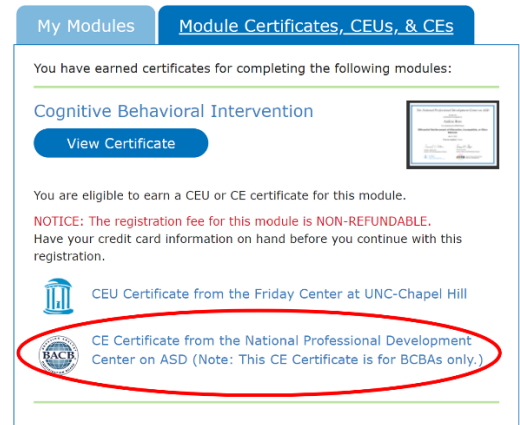 My Modules
Module Certificates, CEUs, & CEs
You have earned certificates for completing the following modules:
Cognitive Behavioral Intervention
View Certificate
You are eligible to earn a CEU or CE certificate for this module.
NOTICE: The registration fee for this module is NON-REFUNDABLE.
Have your credit card information on hand before you continue with this
registration.
CEU Certificate from the Friday Center at UNC-Chapel Hill
CE Certificate from the National Professional Development
BACB
Center on ASD (Note: This CE Certificate is for BCBAs only.)